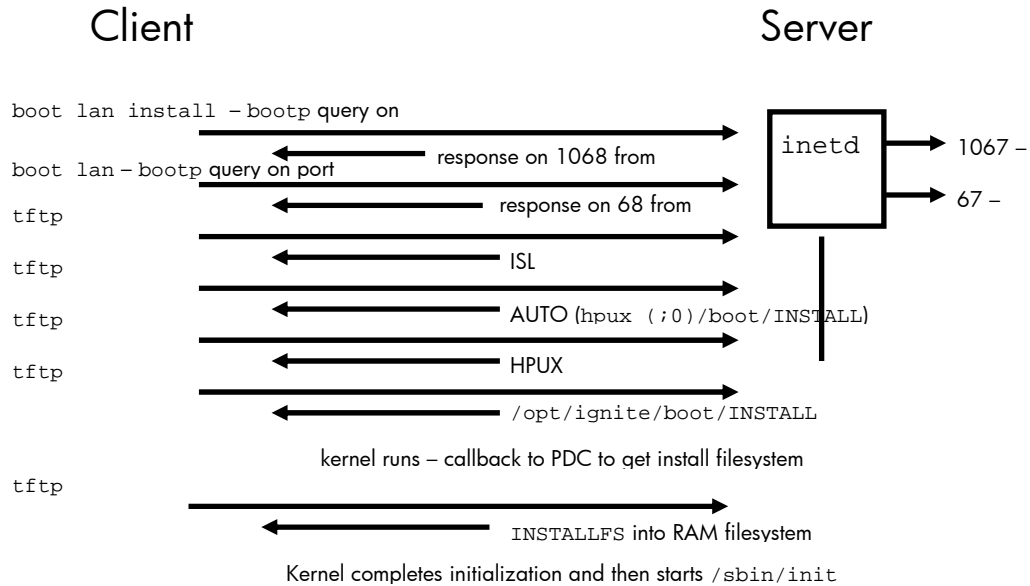 Client
Server
boot lan install – bootp query on
response on 1068 from
inetd
1067 –
boot lan – bootp query on port
response on 68 from
67 –
tftp
ISL
tftp
AUTO (hpux (;0)/boot/INSTALL)
tftp
HPUX
tftp
/opt/ignite/boot/INSTALL
kernel runs – callback to PDC to get install filesystem
tftp
INSTALLFS into RAM filesystem
Kernel completes initialization and then starts /sbin/init